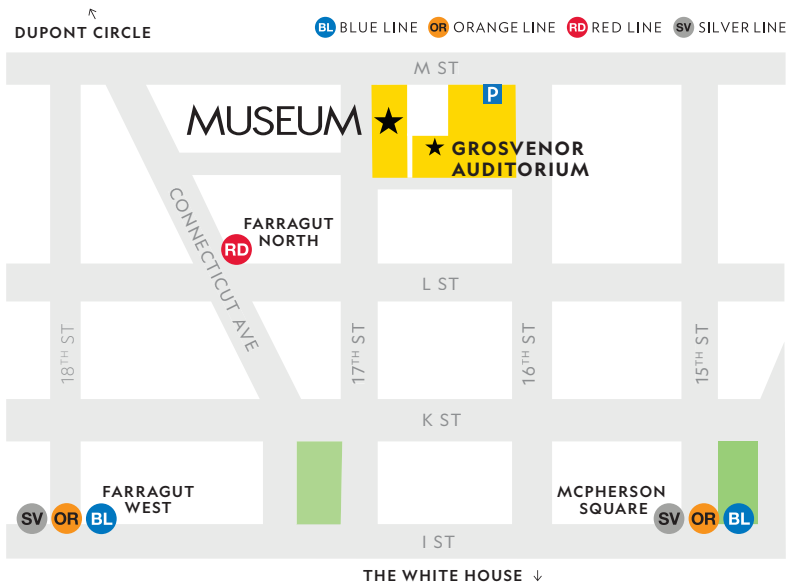 DUPONT CIRCLE
BL BLUE LINE OR ORANGE LINE RD RED LINE SV SILVER LINE
M ST
P
MUSEUM
GROSVENOR
AUDITORIUM
CONNECTICUT AVE
FARRAGUT
NORTH
RD
L ST
18TH ST
17TH ST
16TH ST
15TH ST
K ST
FARRAGUT
WEST
SV OR BL
MCPHERSON
SQUARE
SV OR BL
I ST
THE WHITE HOUSE